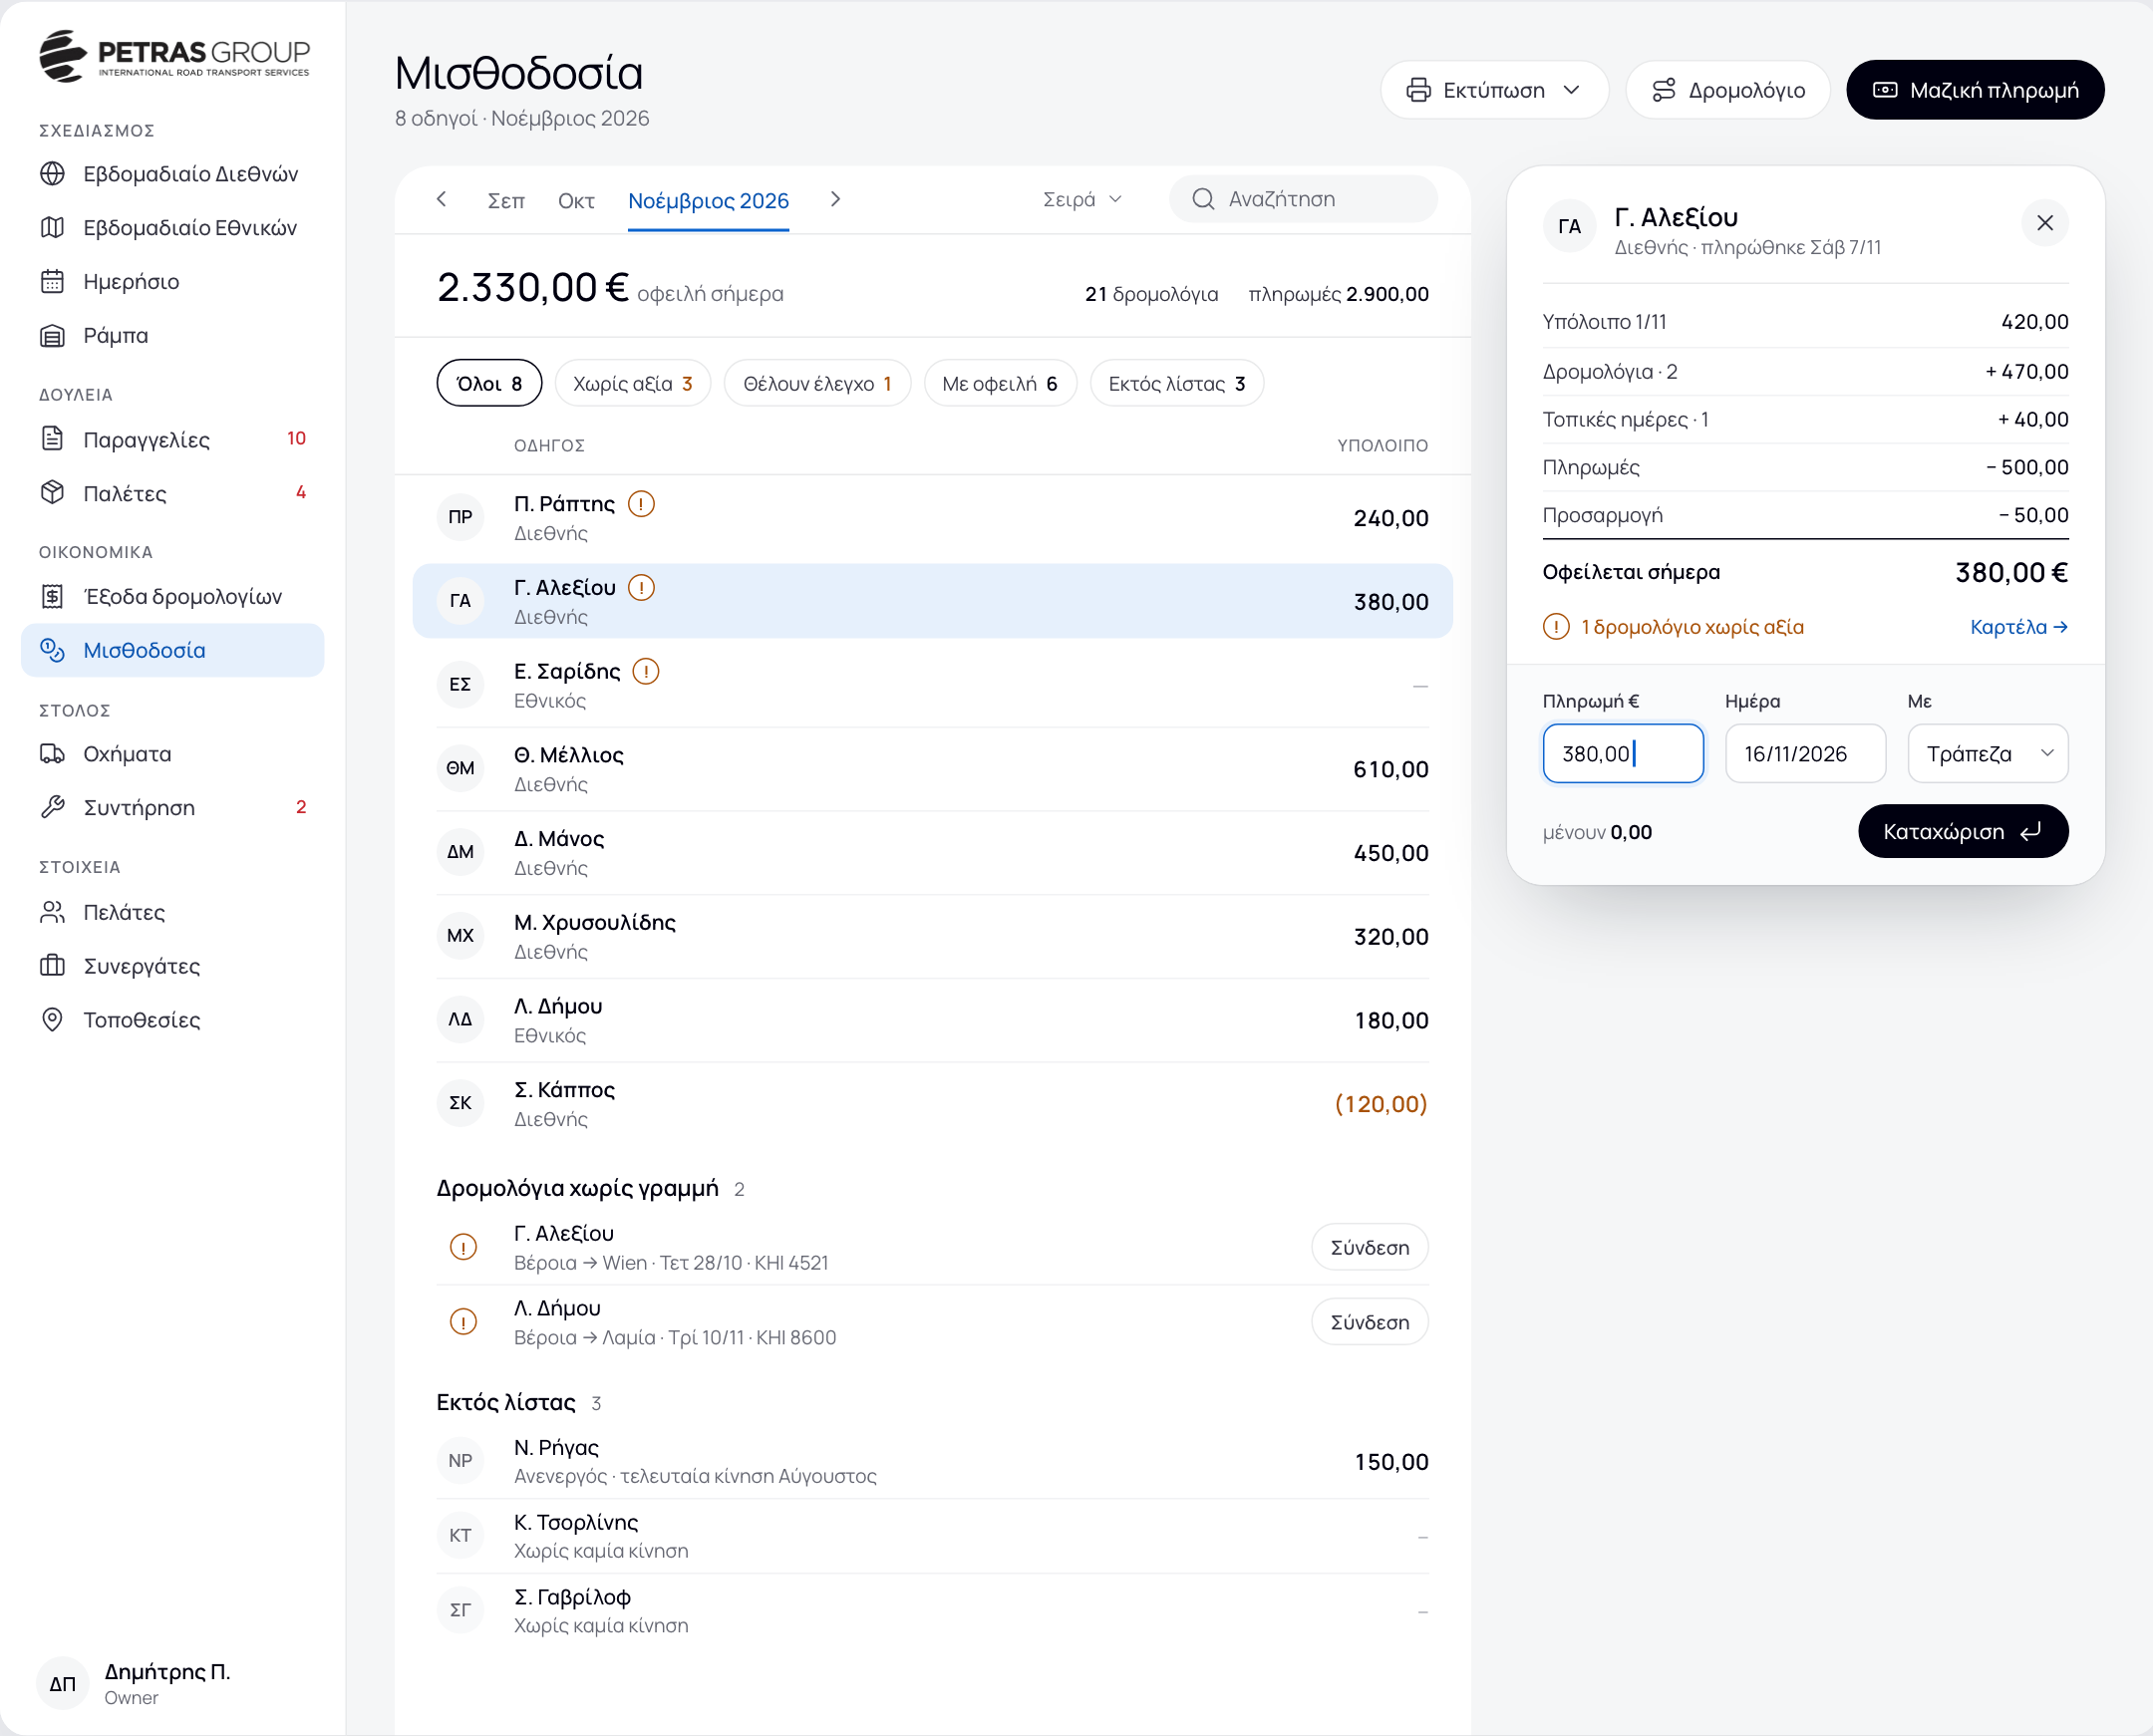 PETRAS GROUP
INTERNATIONAL ROAD TRANSPORT SERVICES
ΣΧΕΔΙΑΣΜΟΣ
Εβδομαδιαίο Διεθνών
Εβδομαδιαίο Εθνικών
Ημερήσιο
Ράμπα
ΔΟΥΛΕΙΑ
Παραγγελίες 10
Παλέτες 4
ΟΙΚΟΝΟΜΙΚΑ
Έξοδα δρομολογίων
Μισθοδοσία
ΣΤΟΛΟΣ
Οχήματα
Συντήρηση 2
ΣΤΟΙΧΕΙΑ
Πελάτες
Συνεργάτες
Τοποθεσίες
ΔΠ
Δημήτρης Π.
Owner
Μισθοδοσία
8 οδηγοί · Νοέμβριος 2026
Εκτύπωση
Δρομολόγιο
Μαζική πληρωμή
Σεπ Οκτ Νοέμβριος 2026
Σειρά
Αναζήτηση
2.330,00 € οφειλή σήμερα
21 δρομολόγια πληρωμές 2.900,00
Όλοι 8 Χωρίς αξία 3 Θέλουν έλεγχο 1 Με οφειλή 6 Εκτός λίστας 3
ΟΔΗΓΟΣ ΥΠΟΛΟΙΠΟ
ΠΡ Π. Ράπτης 240,00
Διεθνής
ΓΑ Γ. Αλεξίου 380,00
Διεθνής
ΕΣ Ε. Σαρίδης —
Εθνικός
ΘΜ Θ. Μέλλιος 610,00
Διεθνής
ΔΜ Δ. Μάνος 450,00
Διεθνής
ΜΧ Μ. Χρυσουλίδης 320,00
Διεθνής
ΛΔ Λ. Δήμου 180,00
Εθνικός
ΣΚ Σ. Κάππος (120,00)
Διεθνής
Δρομολόγια χωρίς γραμμή 2
Γ. Αλεξίου
Βέροια → Wien · Τετ 28/10 · ΚΗΙ 4521
Σύνδεση
Λ. Δήμου
Βέροια → Λαμία · Τρί 10/11 · ΚΗΙ 8600
Σύνδεση
Εκτός λίστας 3
ΝΡ Ν. Ρήγας 150,00
Ανενεργός · τελευταία κίνηση Αύγουστος
ΚΤ Κ. Τσορλίνης –
Χωρίς καμία κίνηση
ΣΓ Σ. Γαβρίλοφ –
Χωρίς καμία κίνηση
ΓΑ
Γ. Αλεξίου
Διεθνής · πληρώθηκε Σάβ 7/11
Υπόλοιπο 1/11 420,00
Δρομολόγια · 2 + 470,00
Τοπικές ημέρες · 1 + 40,00
Πληρωμές − 500,00
Προσαρμογή − 50,00
Οφείλεται σήμερα 380,00 €
1 δρομολόγιο χωρίς αξία Καρτέλα →
Πληρωμή € Ημέρα Με
380,00 16/11/2026 Τράπεζα
μένουν 0,00 Καταχώριση